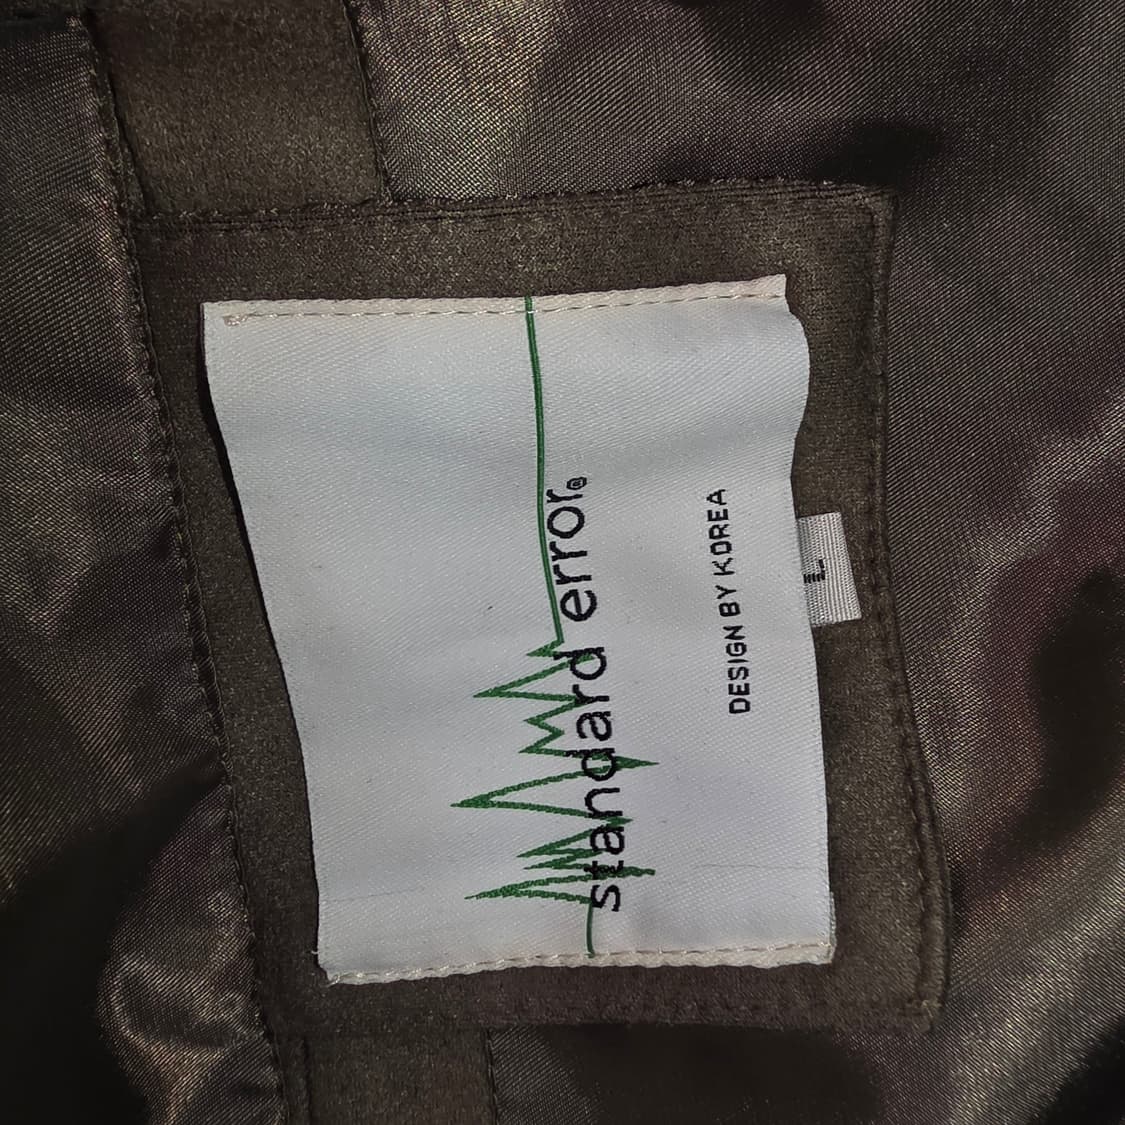 standard error®
DESIGN BY KOREA
L